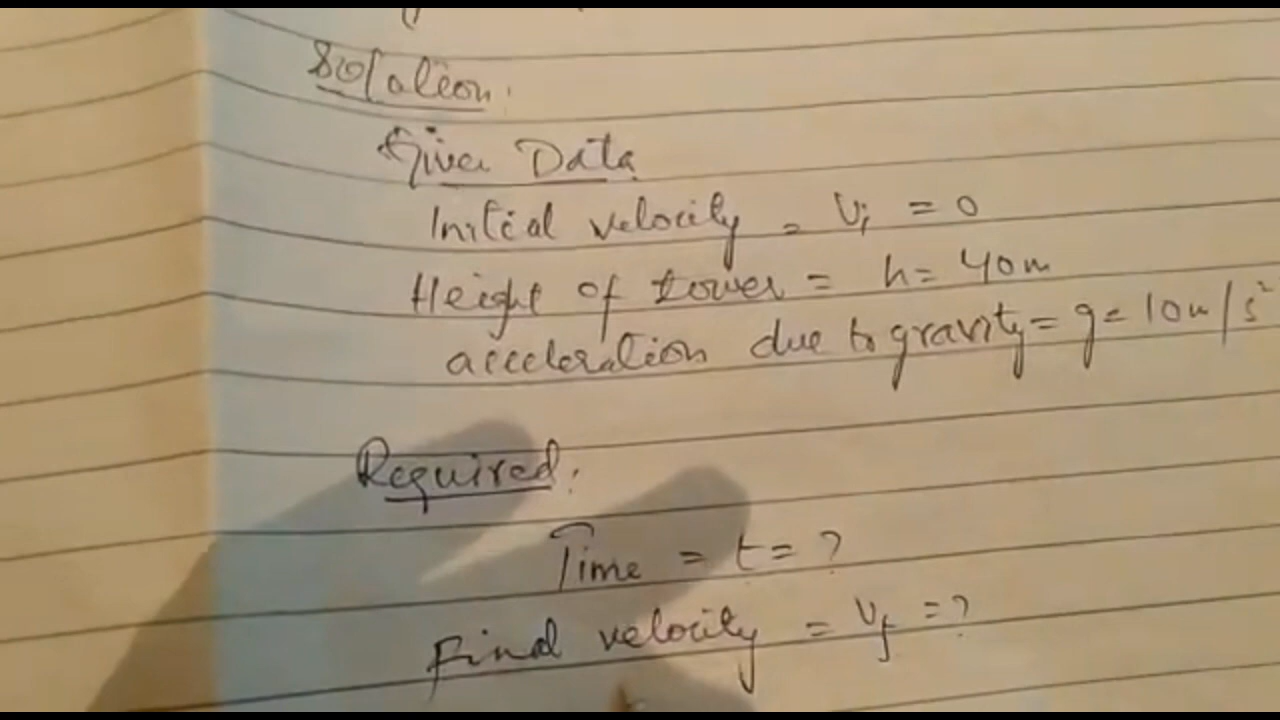 Solation.
Given Data
Initial velocity = Vi = 0
Height of tower = h = 40m
acceleration due to gravity = g = 10m/s²
Required:
Time = t = ?
Final velocity = Vf = ?